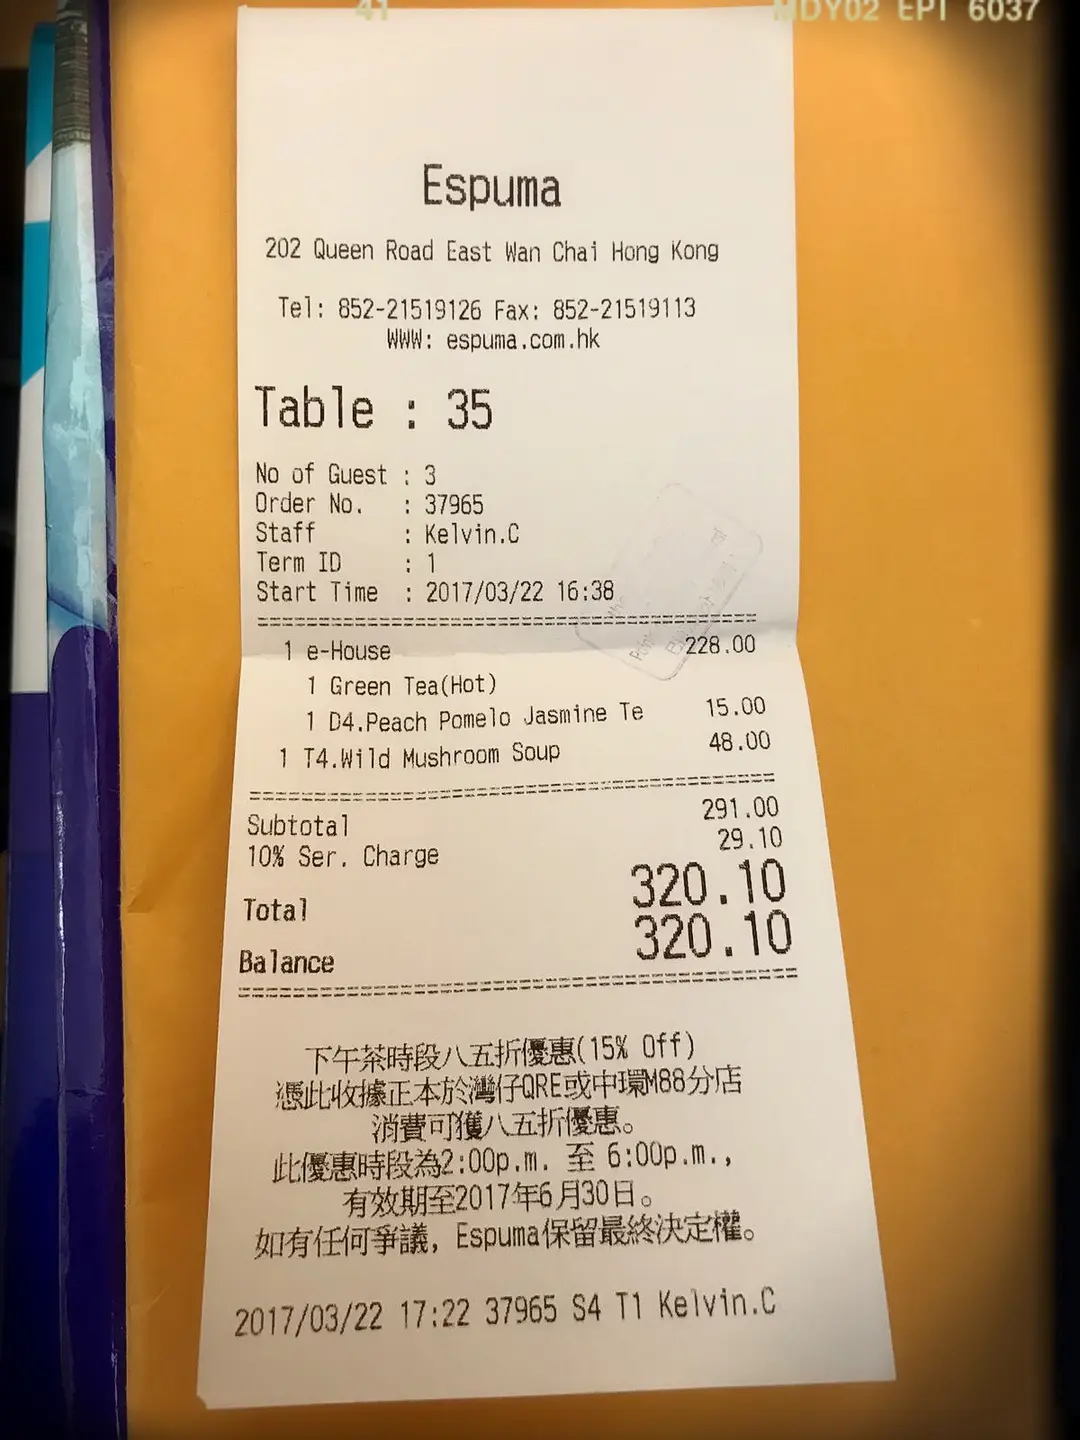 41 MDY02 EPI 6037
Espuma
202 Queen Road East Wan Chai Hong Kong
Tel: 852-21519126 Fax: 852-21519113
WWW: espuma.com.hk
Table : 35
No of Guest : 3
Order No. : 37965
Staff : Kelvin.C
Term ID : 1
Start Time : 2017/03/22 16:38
1 e-House 228.00
1 Green Tea(Hot)
1 D4.Peach Pomelo Jasmine Te 15.00
1 T4.Wild Mushroom Soup 48.00
Subtotal 291.00
10% Ser. Charge 29.10
Total 320.10
Balance 320.10
下午茶時段八五折優惠(15% Off)
憑此收據正本於灣仔QRE或中環M88分店
消費可獲八五折優惠。
此優惠時段為2:00p.m. 至 6:00p.m.,
有效期至2017年6月30日。
如有任何爭議, Espuma保留最終決定權。
2017/03/22 17:22 37965 S4 T1 Kelvin.C